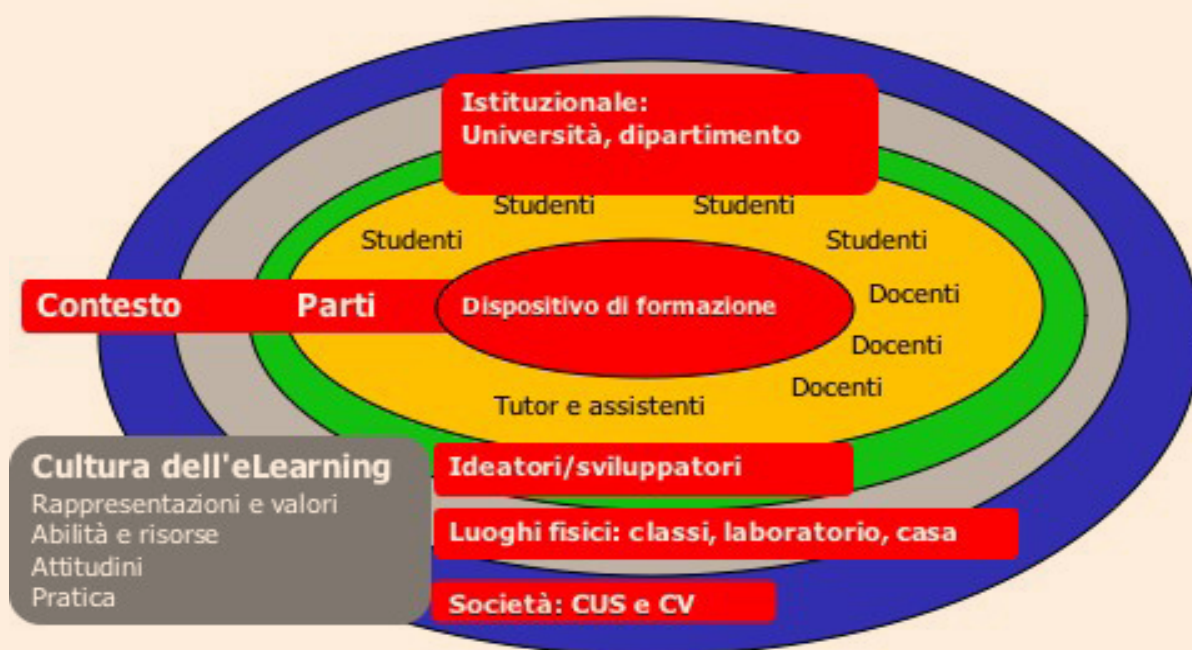 Istituzionale:
Università, dipartimento
Studenti Studenti
Studenti Studenti
Docenti
Contesto Parti Dispositivo di formazione
Docenti
Docenti
Tutor e assistenti
Cultura dell'eLearning
Rappresentazioni e valori
Abilità e risorse
Attitudini
Pratica
Ideatori/sviluppatori
Luoghi fisici: classi, laboratorio, casa
Società: CUS e CV